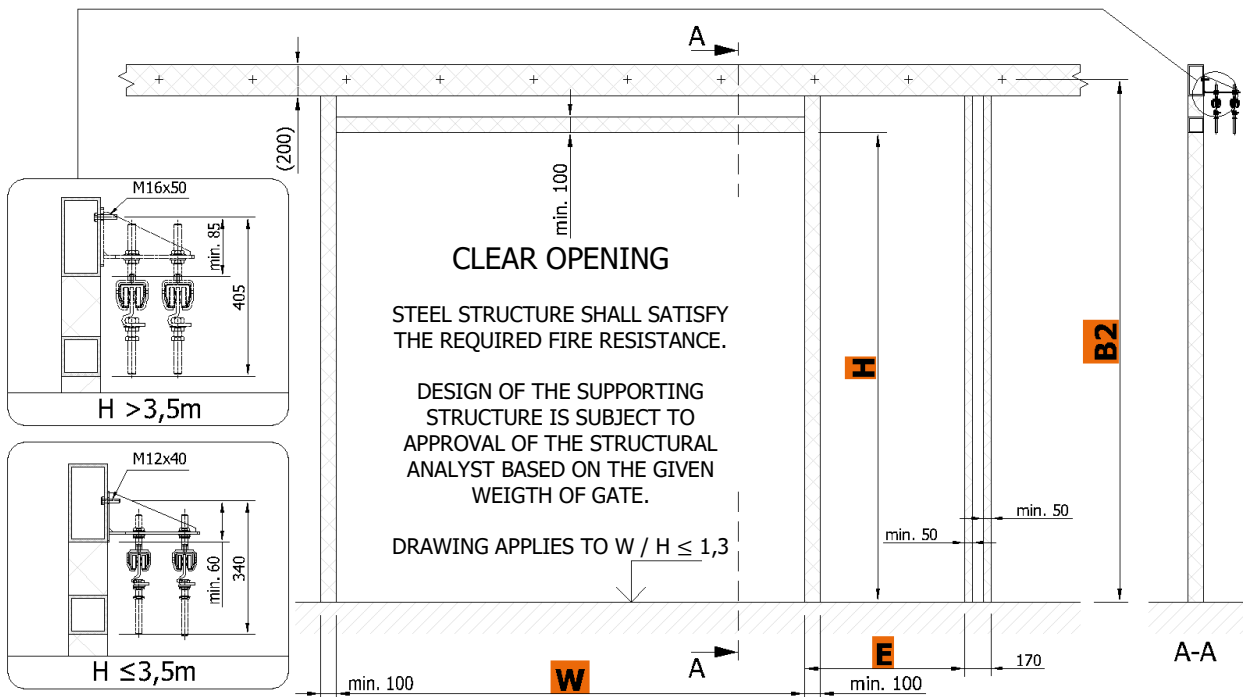 A
(200)
min. 100
M16x50
min. 85
405
H >3,5m
CLEAR OPENING
STEEL STRUCTURE SHALL SATISFY
THE REQUIRED FIRE RESISTANCE.
DESIGN OF THE SUPPORTING
STRUCTURE IS SUBJECT TO
APPROVAL OF THE STRUCTURAL
ANALYST BASED ON THE GIVEN
WEIGTH OF GATE.
DRAWING APPLIES TO W / H ≤ 1,3
H
B2
M12x40
min. 60
340
H ≤3,5m
min. 50
min. 50
A
A-A
min. 100
W
E
min. 100
170